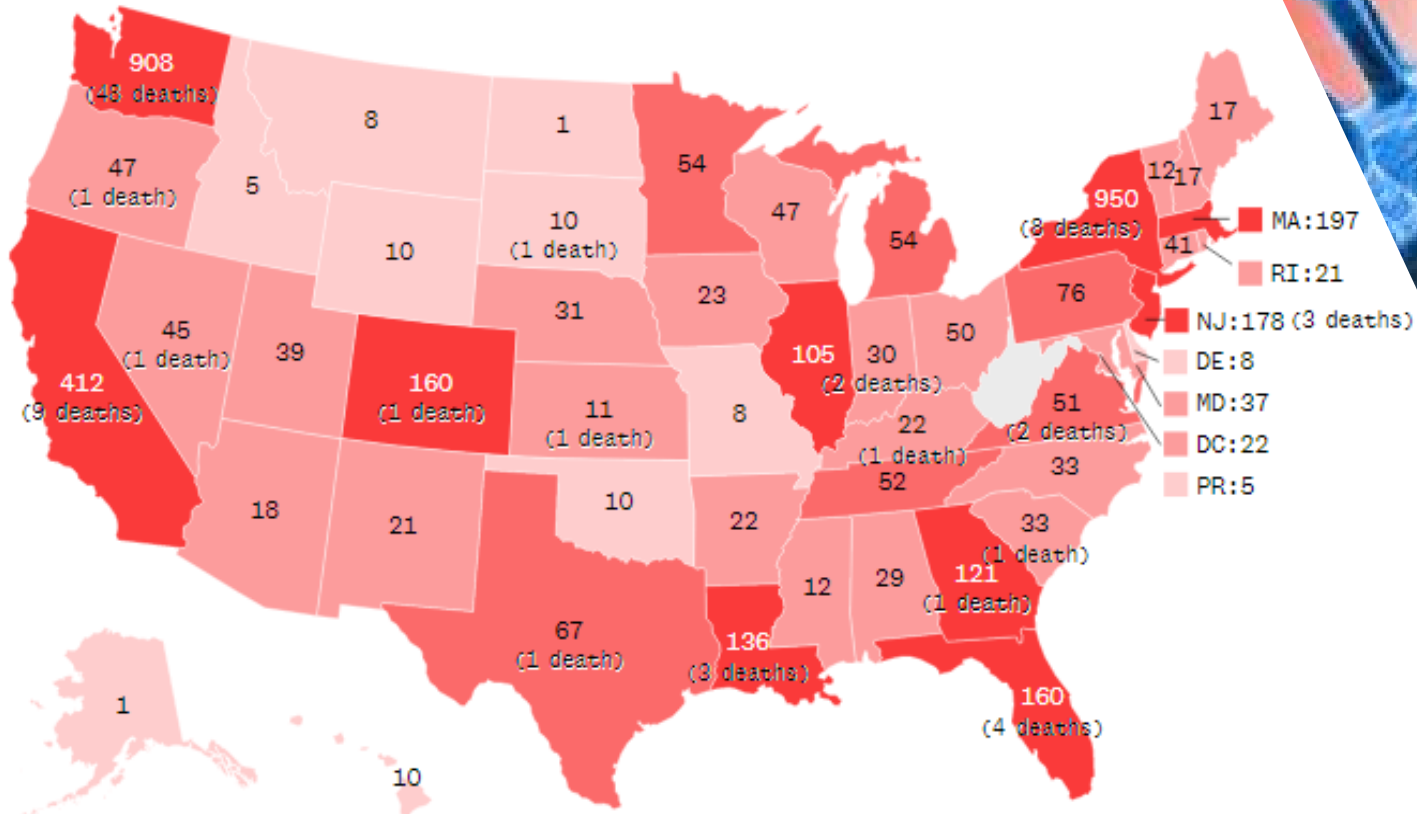 908
(48 deaths)
8
1
54
17
47
(1 death)
5
10
10
(1 death)
47
54
12
17
950
(8 deaths)
MA:197
41
RI:21
76
NJ:178 (3 deaths)
31
23
50
45
(1 death)
39
105
30
(2 deaths)
DE:8
412
(9 deaths)
160
(1 death)
11
(1 death)
8
22
(1 death)
51
(2 deaths)
MD:37
DC:22
33
52
PR:5
18
21
10
22
33
(1 death)
121
(1 death)
12
29
67
(1 death)
136
(3 deaths)
160
(4 deaths)
1
10